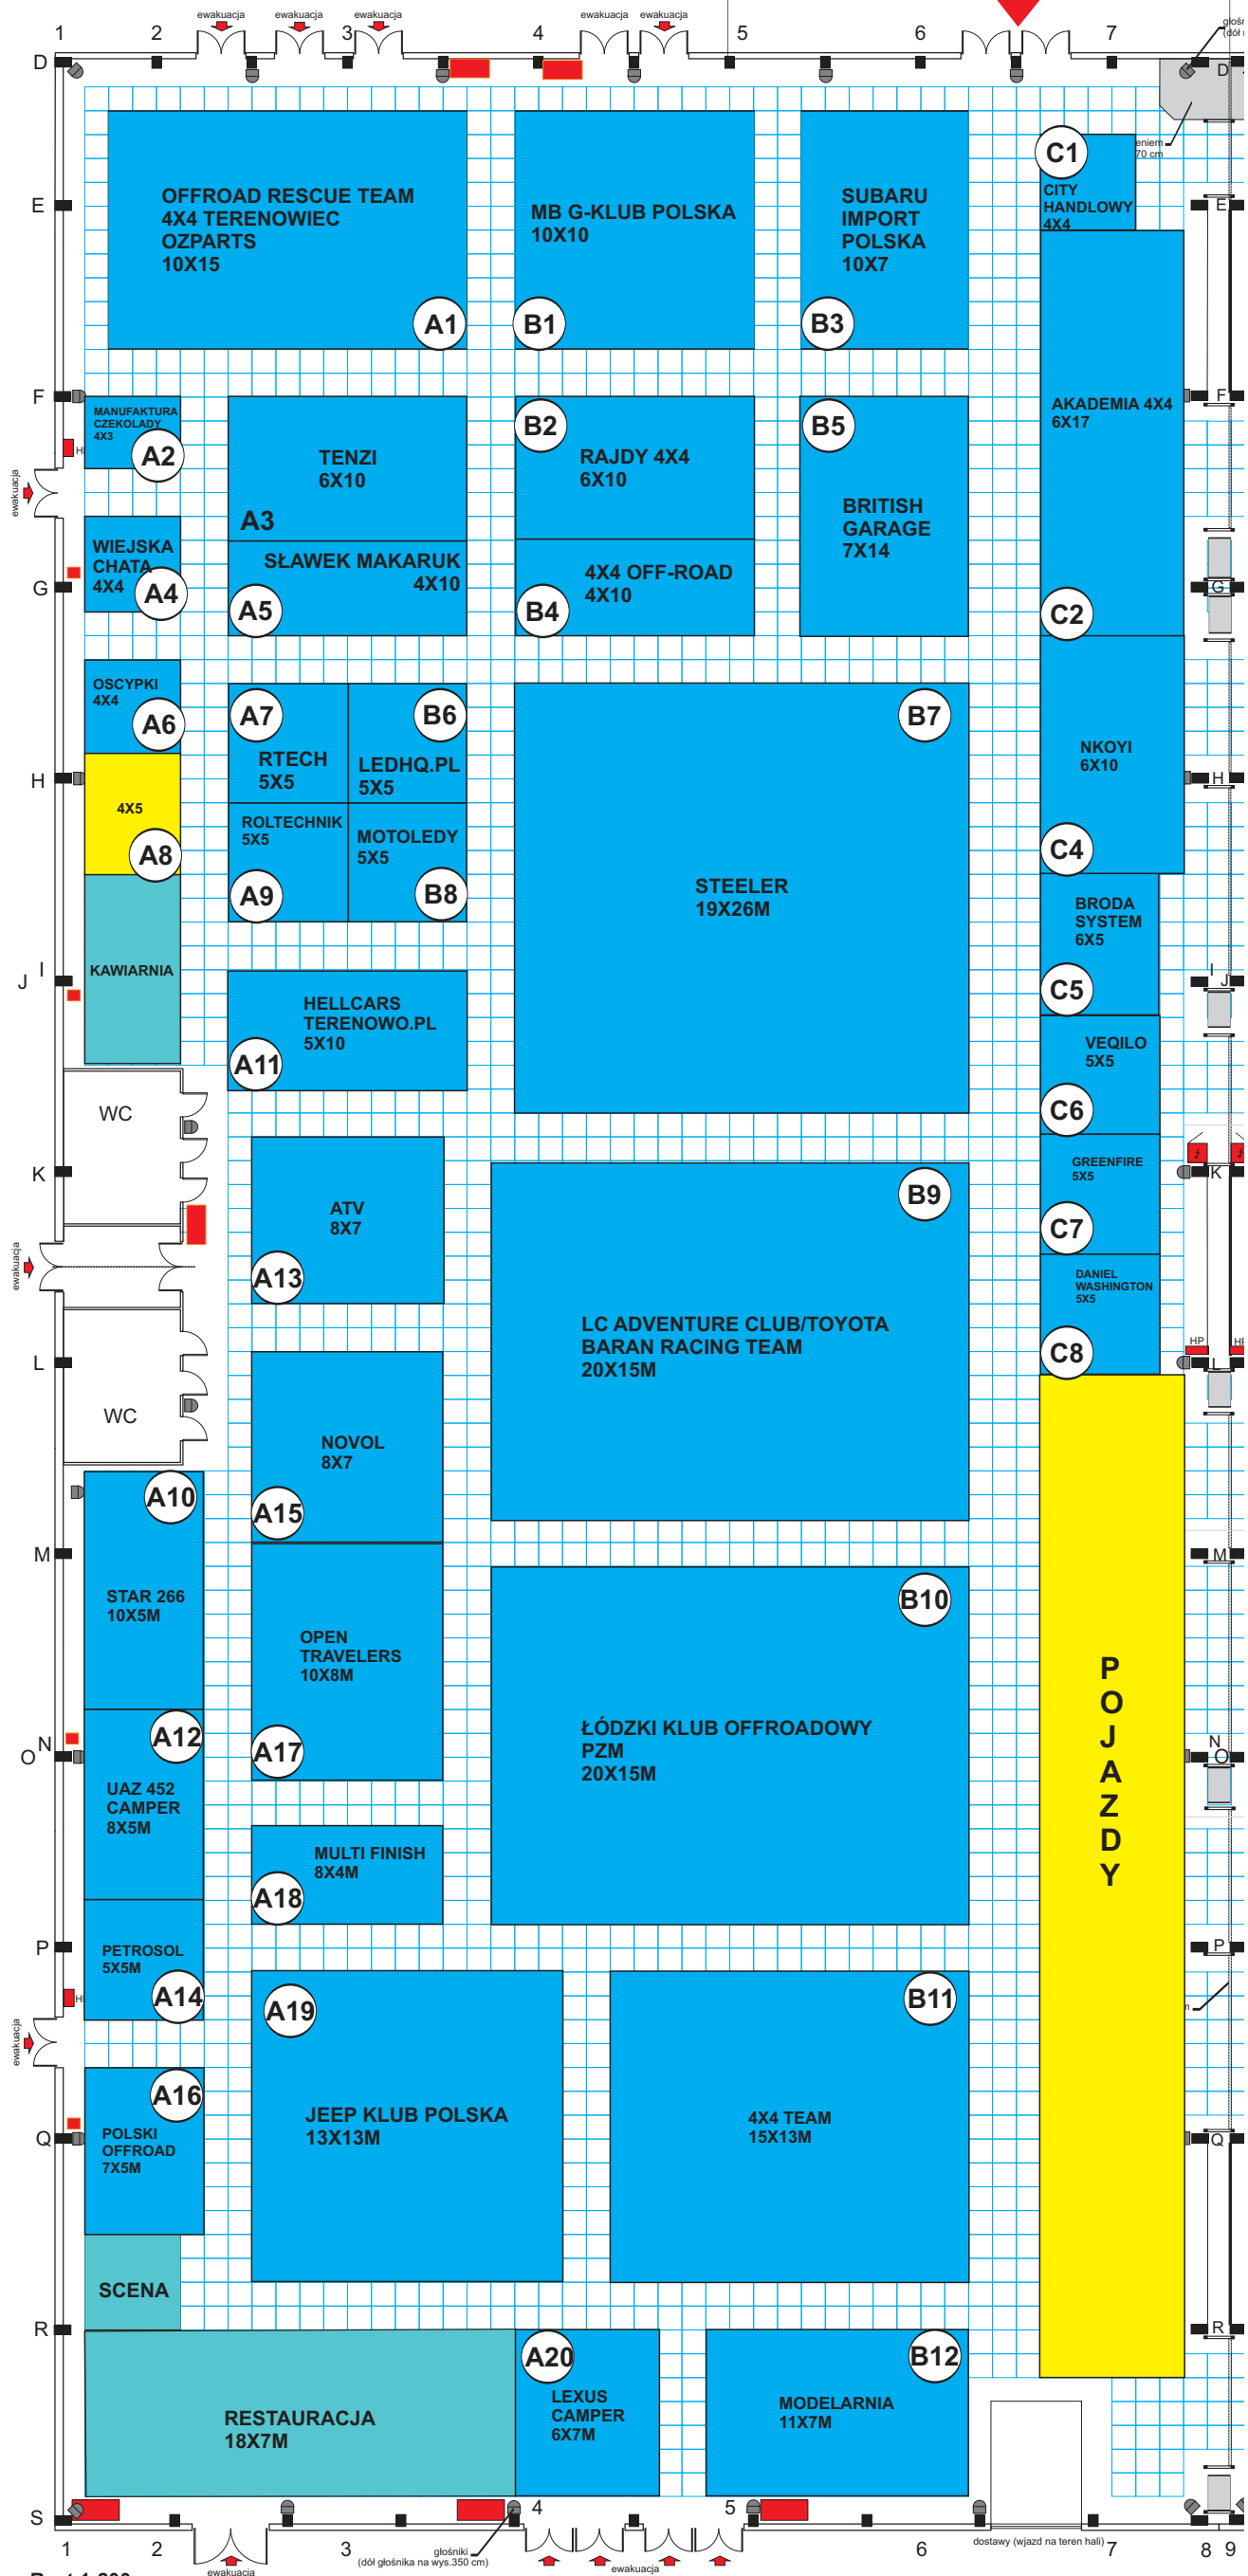 ewakuacja
ewakuacja
ewakuacja
ewakuacja
ewakuacja
1
2
3
4
5
6
7
D
D
głoś
(dół
eniem
70 cm
OFFROAD RESCUE TEAM
4X4 TERENOWIEC
OZPARTS
10X15
A1
MB G-KLUB POLSKA
10X10
B1
SUBARU
IMPORT
POLSKA
10X7
B3
C1
CITY
HANDLOWY
4X4
E
E
F
F
MANUFAKTURA
CZEKOLADY
4X3
A2
H
ewakuacja
TENZI
6X10
A3
B2
RAJDY 4X4
6X10
B5
BRITISH
GARAGE
7X14
AKADEMIA 4X4
6X17
C2
WIEJSKA
CHATA
4X4
A4
SŁAWEK MAKARUK
4X10
A5
4X4 OFF-ROAD
4X10
B4
G
G
OSCYPKI
4X4
A6
A7
RTECH
5X5
B6
LEDHQ.PL
5X5
B7
STEELER
19X26M
NKOYI
6X10
C4
H
H
4X5
A8
ROLTECHNIK
5X5
A9
MOTOLEDY
5X5
B8
BRODA
SYSTEM
6X5
C5
KAWIARNIA
I
J
I
J
HELLCARS
TERENOWO.PL
5X10
A11
VEQILO
5X5
C6
WC
K
K
ATV
8X7
A13
B9
LC ADVENTURE CLUB/TOYOTA
BARAN RACING TEAM
20X15M
GREENFIRE
5X5
C7
ewakuacja
DANIEL
WASHINGTON
5X5
C8
HP
HP
L
L
WC
NOVOL
8X7
A15
A10
STAR 266
10X5M
M
M
OPEN
TRAVELERS
10X8M
A17
B10
ŁÓDZKI KLUB OFFROADOWY
PZM
20X15M
P
O
J
A
Z
D
Y
A12
UAZ 452
CAMPER
8X5M
N
O
N
O
MULTI FINISH
8X4M
A18
PETROSOL
5X5M
A14
P
P
H
ewakuacja
A19
JEEP KLUB POLSKA
13X13M
B11
4X4 TEAM
15X13M
A16
POLSKI
OFFROAD
7X5M
Q
Q
SCENA
R
R
RESTAURACJA
18X7M
A20
LEXUS
CAMPER
6X7M
B12
MODELARNIA
11X7M
S
1
2
3
4
5
6
7
8
9
głośniki
(dół głośnika na wys.350 cm)
dostawy (wjazd na teren hali)
ewakuacja
ewakuacja